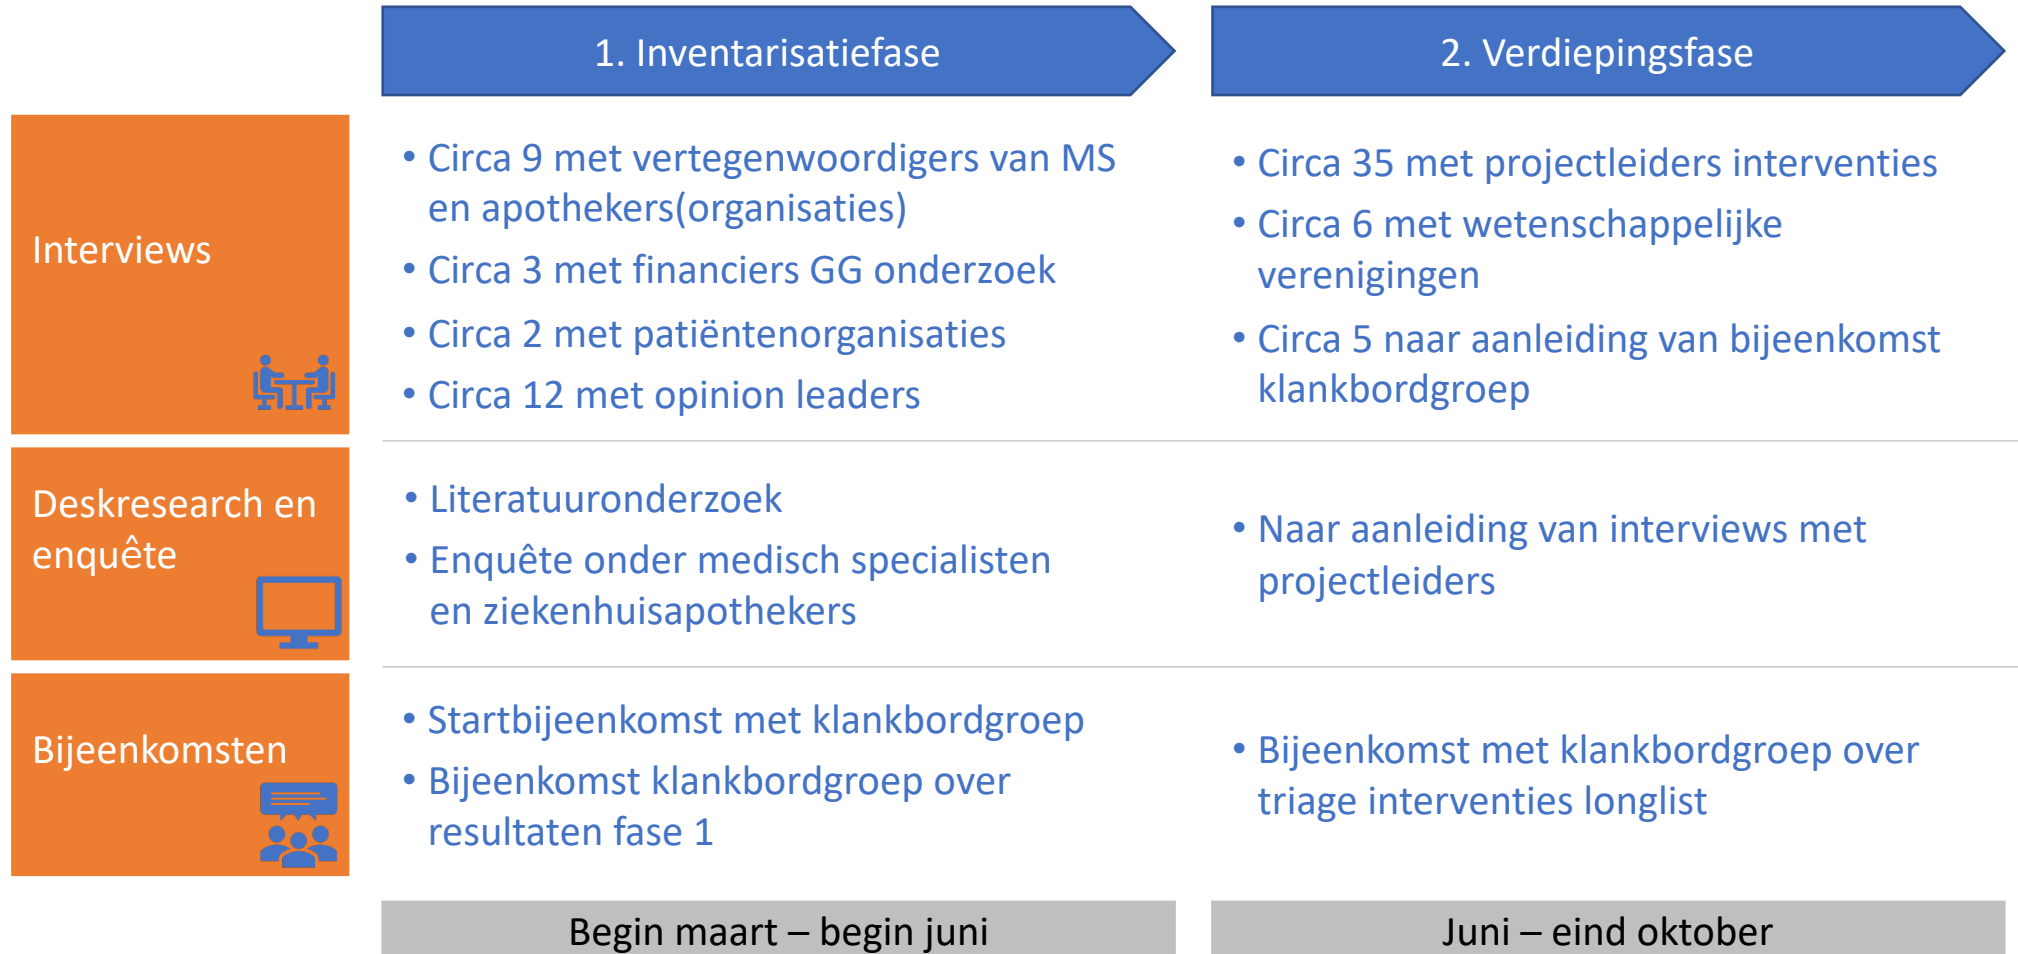 1. Inventarisatiefase
2. Verdiepingsfase
Interviews
• Circa 9 met vertegenwoordigers van MS
en apothekers(organisaties)
• Circa 3 met financiers GG onderzoek
• Circa 2 met patiëntenorganisaties
• Circa 12 met opinion leaders
• Circa 35 met projectleiders interventies
• Circa 6 met wetenschappelijke
verenigingen
• Circa 5 naar aanleiding van bijeenkomst
klankbordgroep
Deskresearch en
enquête
• Literatuuronderzoek
• Enquête onder medisch specialisten
en ziekenhuisapothekers
• Naar aanleiding van interviews met
projectleiders
Bijeenkomsten
• Startbijeenkomst met klankbordgroep
• Bijeenkomst klankbordgroep over
resultaten fase 1
• Bijeenkomst met klankbordgroep over
triage interventies longlist
Begin maart – begin juni
Juni – eind oktober